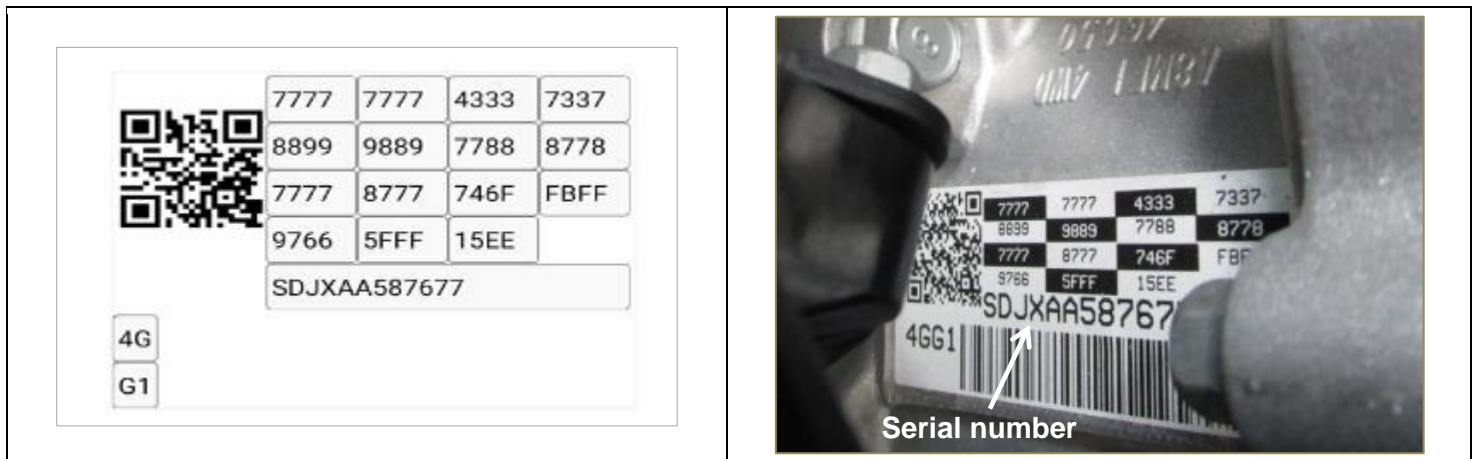 7777 7777 4333 7337
8899 9889 7788 8778
7777 8777 746F FBFF
9766 5FFF 15EE
SDJXAA587677
4G
G1
7777 7777 4333 7337
8899 9889 7788 8778
7777 8777 746F
9766 5FFF 15EE
SDJXAA58767
4GG1
Serial number